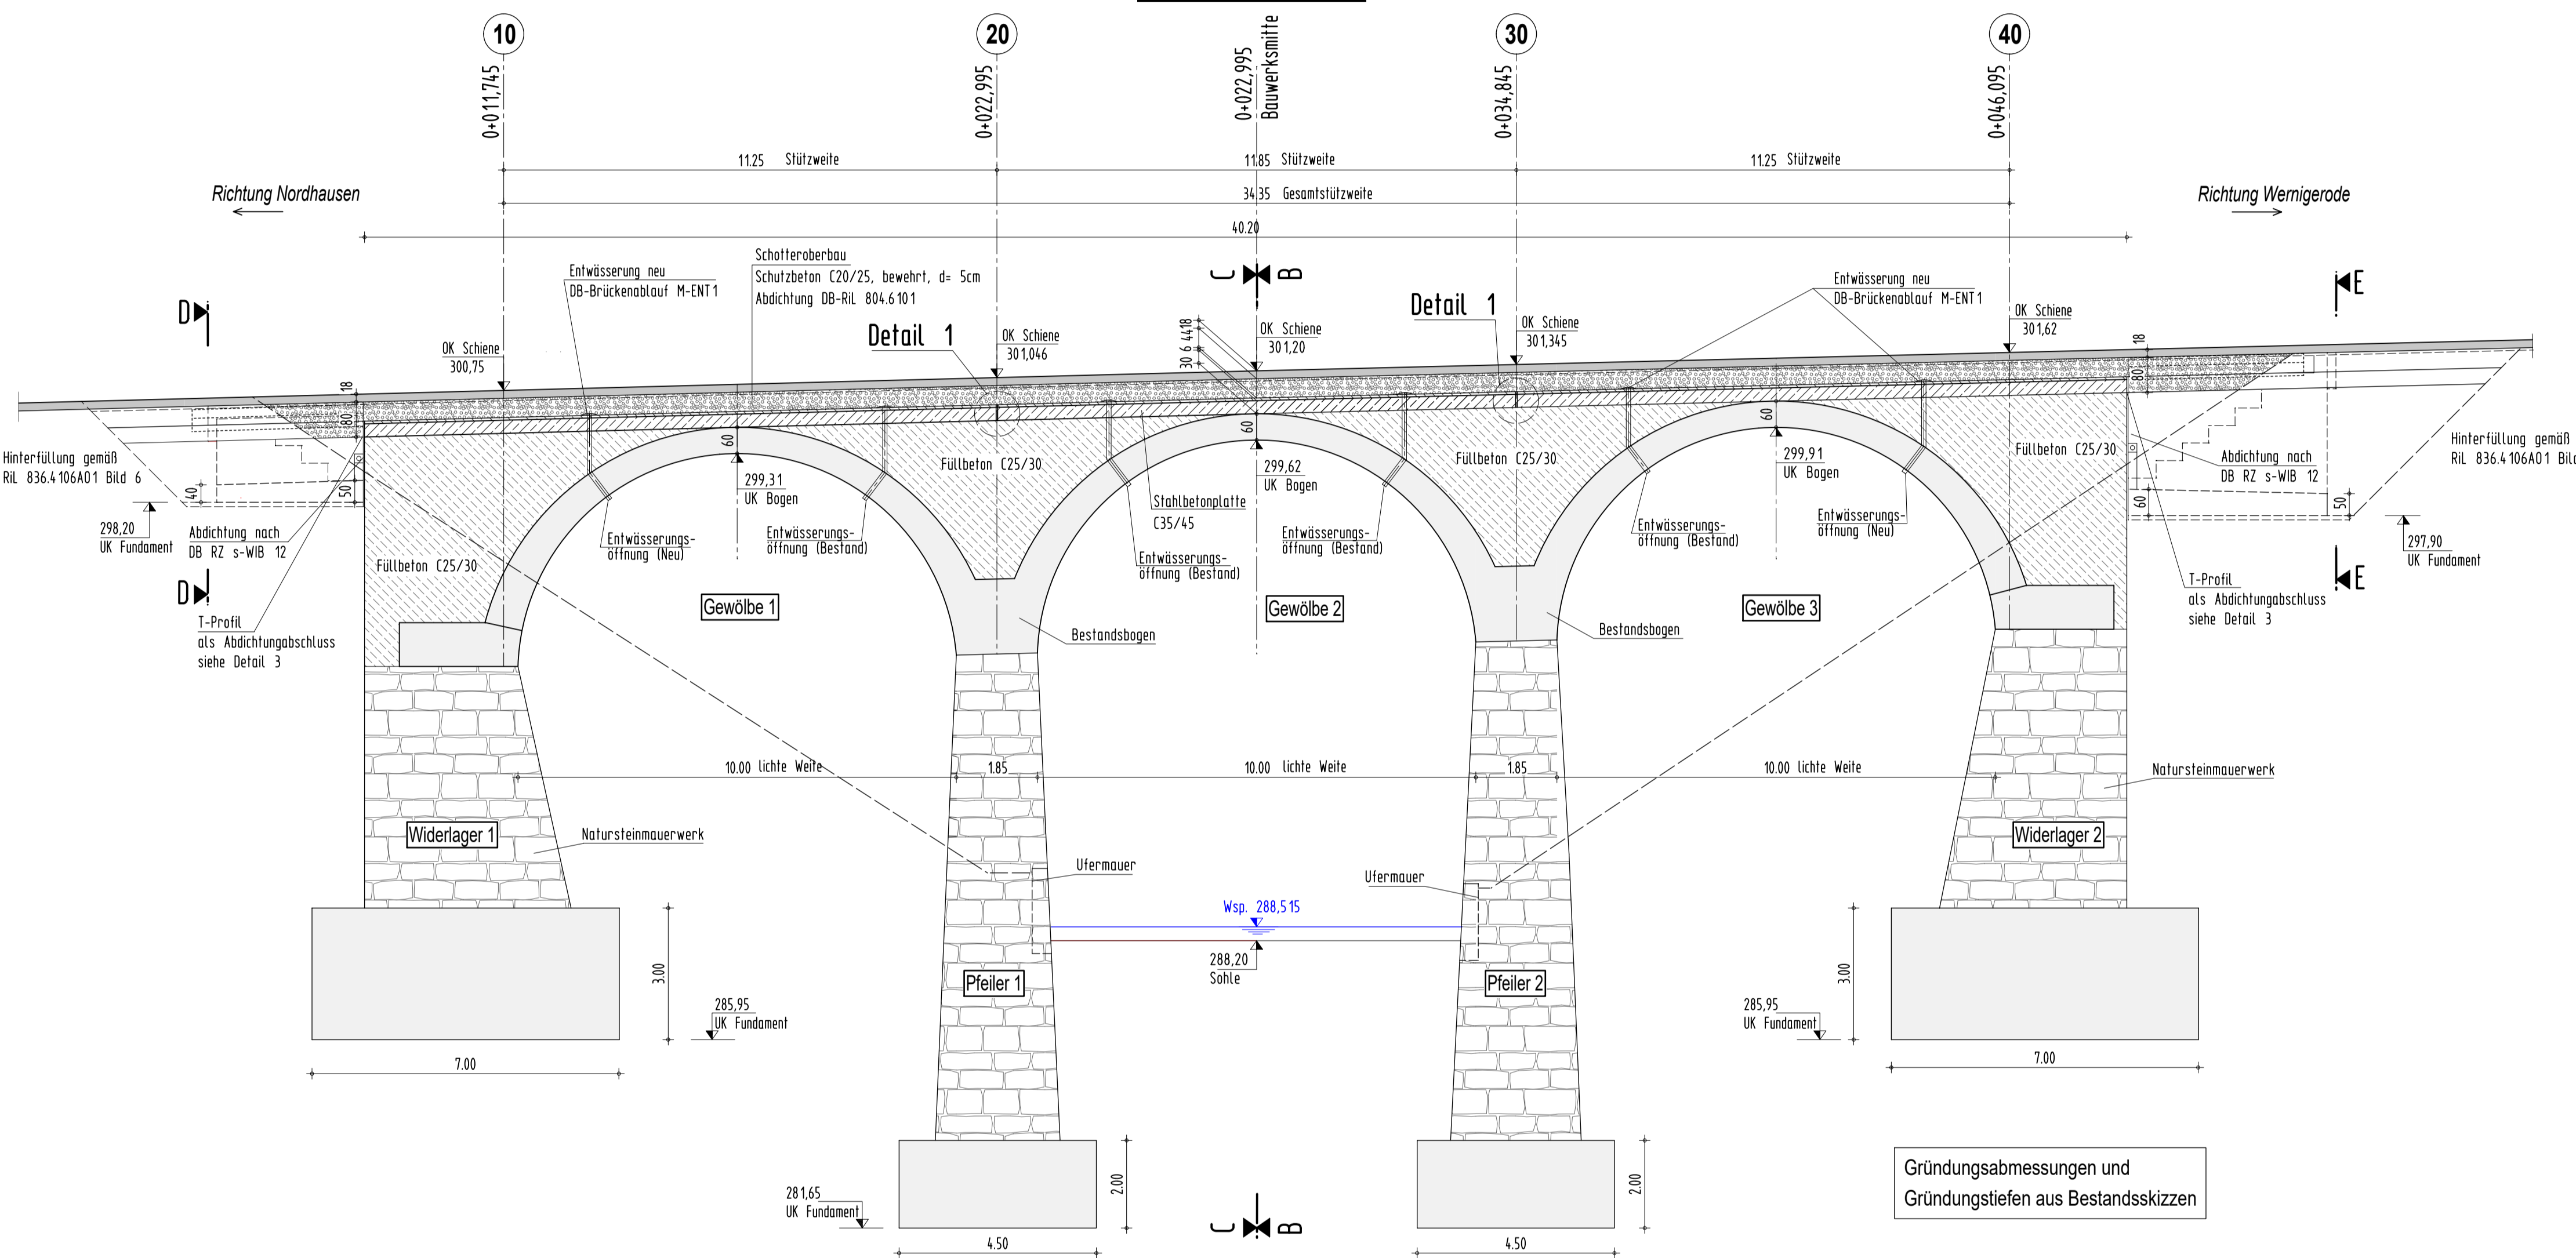 10
20
30
40
0+011,745
0+022,995
0+022,995
Bauwerksmitte
0+034,845
0+046,095
11.25 Stützweite
11.85 Stützweite
11.25 Stützweite
34.35 Gesamtstützweite
40.20
Richtung Nordhausen
Richtung Wernigerode
Entwässerung neu
DB-Brückenablauf M-ENT1
Schotteroberbau
Schutzbeton C20/25, bewehrt, d= 5cm
Abdichtung DB-RiL 804.6101
C
B
Entwässerung neu
DB-Brückenablauf M-ENT1
D
E
Detail 1
Detail 1
OK Schiene
300,75
OK Schiene
301,046
30 6 4418
OK Schiene
301,20
OK Schiene
301,345
OK Schiene
301,62
18
80
18
80
60
60
60
299,31
UK Bogen
299,62
UK Bogen
299,91
UK Bogen
Füllbeton C25/30
Füllbeton C25/30
Füllbeton C25/30
Hinterfüllung gemäß
RiL 836.4106A01 Bild 6
Hinterfüllung gemäß
RiL 836.4106A01 Bild
40
50
60
50
298,20
UK Fundament
Abdichtung nach
DB RZ s-WIB 12
Abdichtung nach
DB RZ s-WIB 12
297,90
UK Fundament
Stahlbetonplatte
C35/45
Entwässerungs-
öffnung (Neu)
Entwässerungs-
öffnung (Bestand)
Entwässerungs-
öffnung (Bestand)
Entwässerungs-
öffnung (Bestand)
Entwässerungs-
öffnung (Bestand)
Entwässerungs-
öffnung (Neu)
Füllbeton C25/30
D
E
T-Profil
als Abdichtungabschluss
siehe Detail 3
T-Profil
als Abdichtungabschluss
siehe Detail 3
Gewölbe 1
Gewölbe 2
Gewölbe 3
Bestandsbogen
Bestandsbogen
10.00 lichte Weite
1.85
10.00 lichte Weite
1.85
10.00 lichte Weite
Natursteinmauerwerk
Widerlager 1
Natursteinmauerwerk
Widerlager 2
Ufermauer
Ufermauer
Wsp. 288,515
288,20
Sohle
Pfeiler 1
Pfeiler 2
3.00
3.00
285,95
UK Fundament
285,95
UK Fundament
7.00
7.00
281,65
UK Fundament
2.00
2.00
C
B
4.50
4.50
Gründungsabmessungen und
Gründungstiefen aus Bestandsskizzen